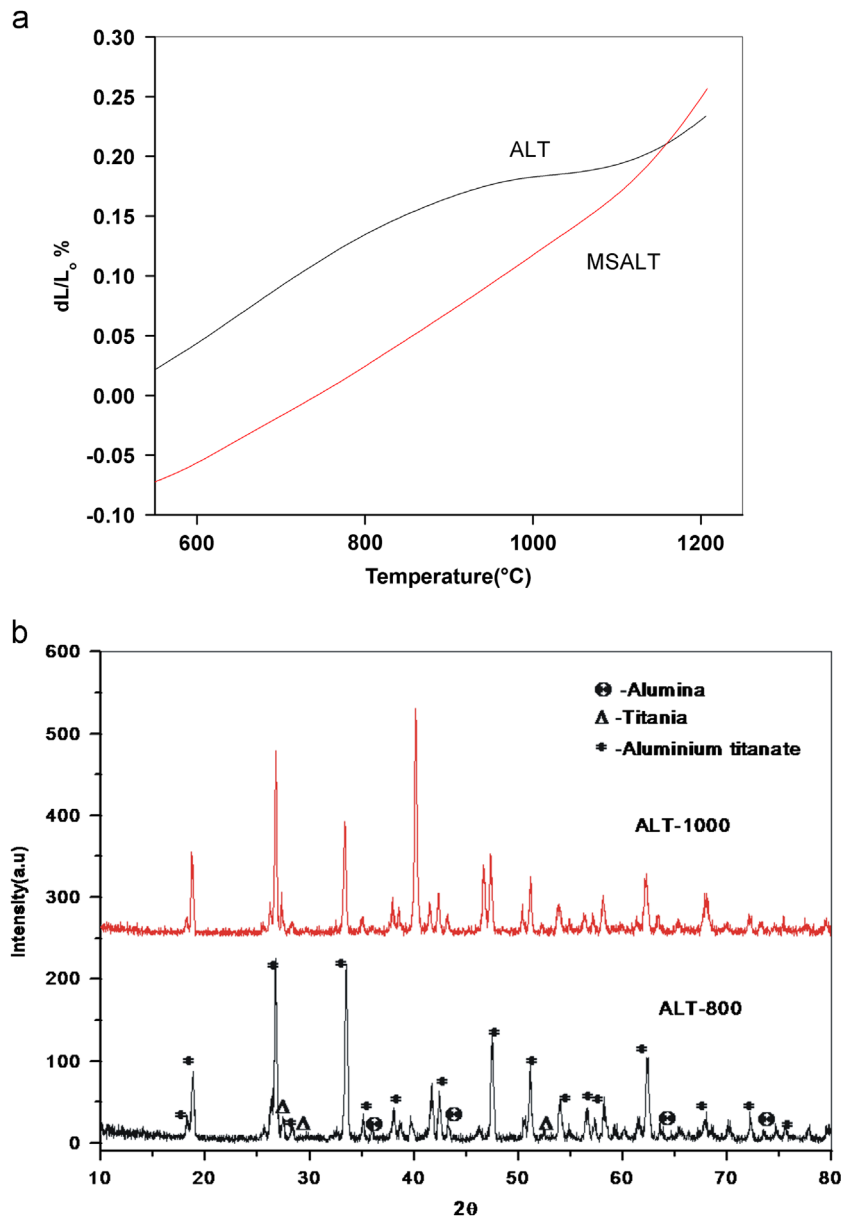 a
0.30
0.25
0.20
0.15
0.10
0.05
0.00
-0.05
-0.10
dL/Lo %
ALT
MSALT
600 800 1000 1200
Temperature(°C)
b
600
500
400
300
200
100
0
Intensity(a.u)
-Alumina
-Titania
-Aluminium titanate
ALT-1000
ALT-800
10 20 30 40 50 60 70 80
2θ